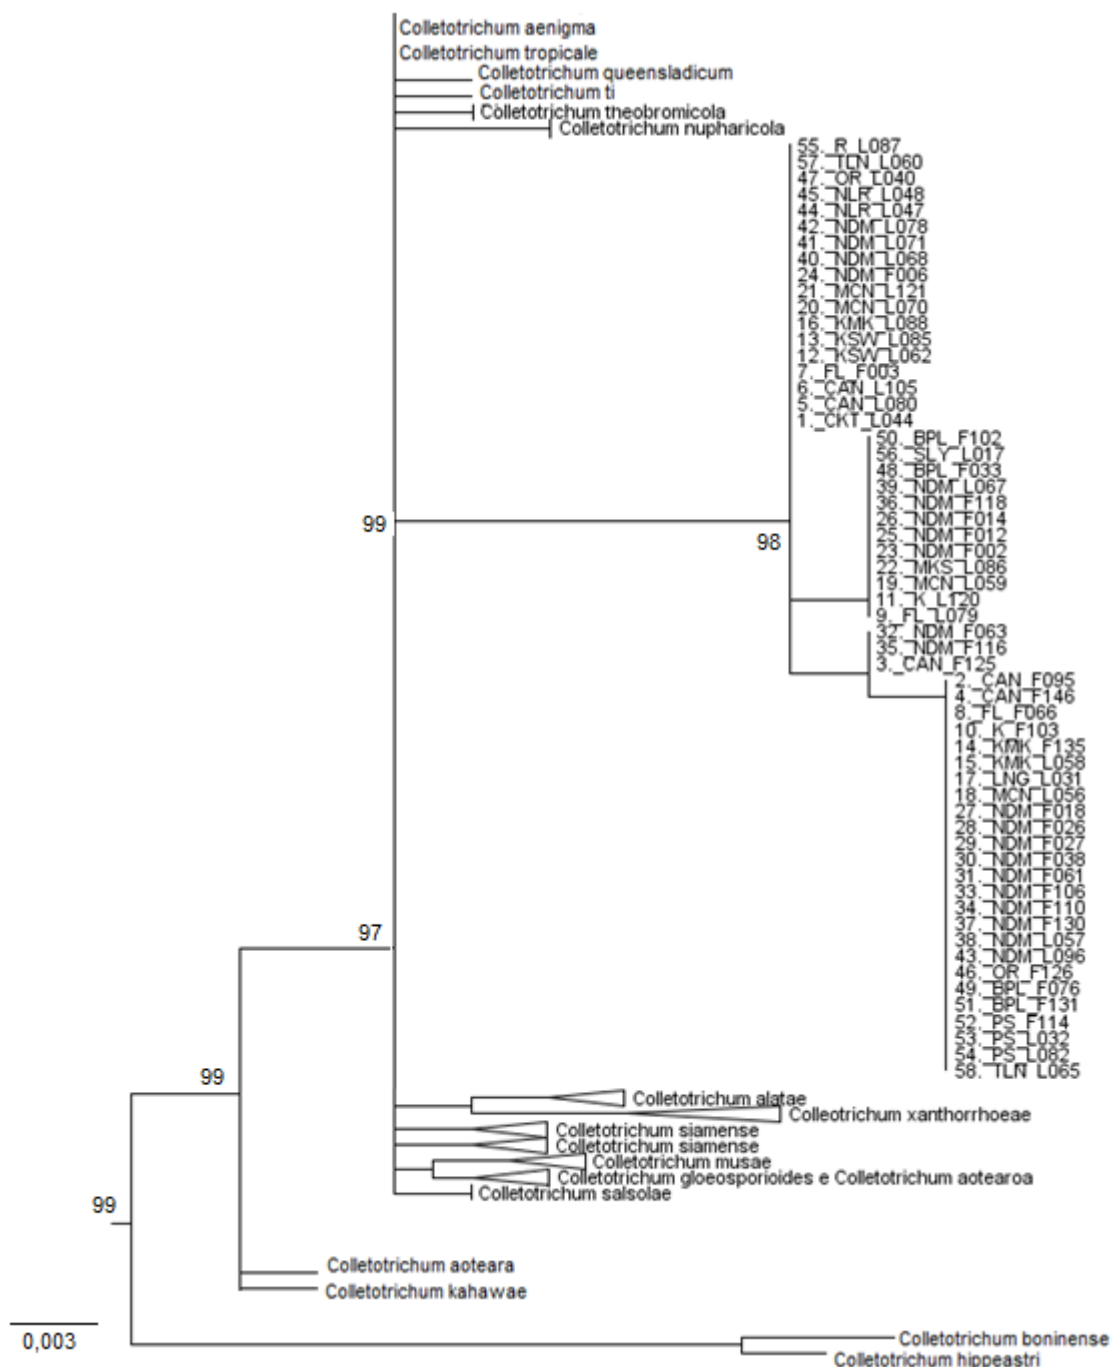 Colletotrichum aenigma
Colletotrichum tropicale
Colletotrichum queensladicum
Colletotrichum ti
Colletotrichum theobromicola
Colletotrichum nupharicola
55._R_L087
57._TLN_L060
47._OR_L040
45._NLR_L048
44._NLR_L047
42._NDM_L078
41._NDM_L071
40._NDM_L068
24._NDM_F006
21._MCN_L121
20._MCN_L070
16._KMK_L088
13._KSW_L085
12._KSW_L062
7._FL_F003
6._CAN_L105
5._CAN_L080
1._CKT_L044
50._BPL_F102
56._SLY_L017
48._BPL_F033
39._NDM_L067
36._NDM_F118
26._NDM_F014
25._NDM_F012
23._NDM_F002
22._MKS_L086
19._MCN_L059
11._K_L120
9._FL_L079
32._NDM_F063
35._NDM_F116
3._CAN_F125
2._CAN_F095
4._CAN_F146
8._FL_F066
10._K_F103
14._KMK_F135
15._KMK_L058
17._LNG_L031
18._MCN_L056
27._NDM_F018
28._NDM_F026
29._NDM_F027
30._NDM_F038
31._NDM_F061
33._NDM_F106
34._NDM_F110
37._NDM_F130
38._NDM_L057
43._NDM_L096
46._OR_F126
49._BPL_F076
51._BPL_F131
52._PS_F114
53._PS_L032
54._PS_L082
58._TLN_L065
99
98
97
99
99
Colletotrichum alatae
Colleotrichum xanthorrhoeae
Colletotrichum siamense
Colletotrichum siamense
Colletotrichum musae
Colletotrichum gloeosporioides e Colletotrichum aotearoa
Colletotrichum salsolae
Colletotrichum aoteara
Colletotrichum kahawae
0,003
Colletotrichum boninense
Colletotrichum hippeastri